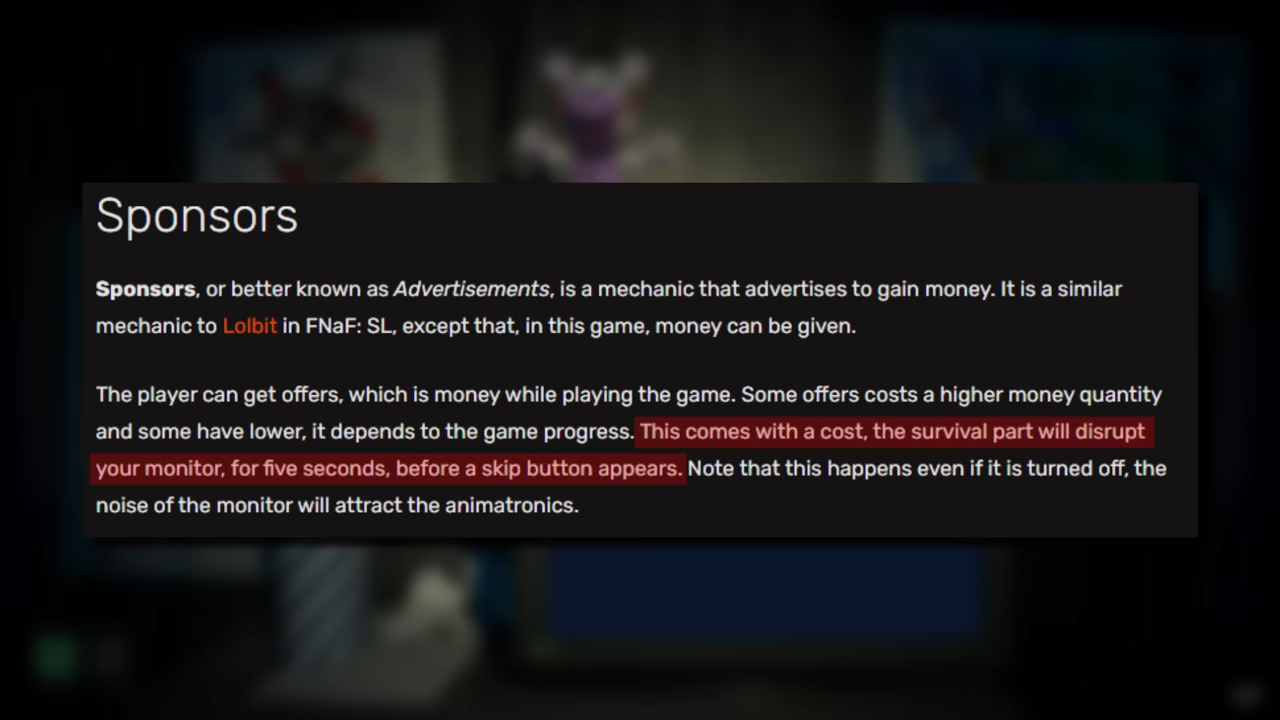 Sponsors
Sponsors, or better known as Advertisements, is a mechanic that advertises to gain money. It is a similar
mechanic to Lolbit in FNaF: SL, except that, in this game, money can be given.
The player can get offers, which is money while playing the game. Some offers costs a higher money quantity
and some have lower, it depends to the game progress. This comes with a cost, the survival part will disrupt
your monitor, for five seconds, before a skip button appears. Note that this happens even if it is turned off, the
noise of the monitor will attract the animatronics.